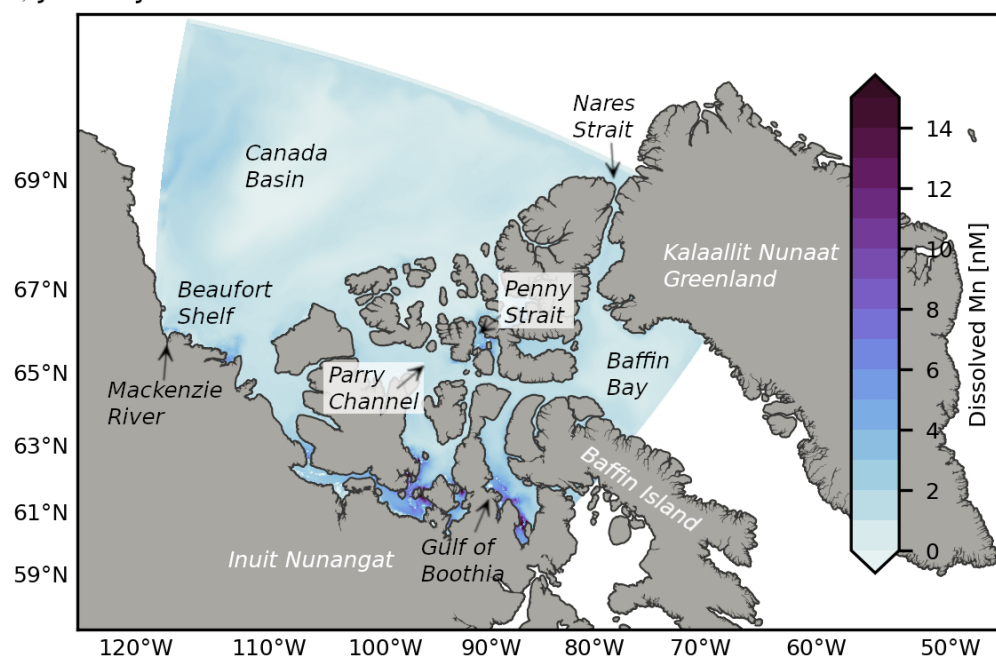 Nares
Strait
Canada
Basin
69°N
67°N
65°N
63°N
61°N
59°N
Kalaallit Nunaat
Greenland
Beaufort
Shelf
Penny
Strait
Baffin
Bay
Parry
Channel
Mackenzie
River
Baffin Island
Gulf of
Boothia
Inuit Nunangat
14
12
10
8
6
4
2
0
Dissolved Mn [nM]
120°W
110°W
100°W
90°W
80°W
70°W
60°W
50°W